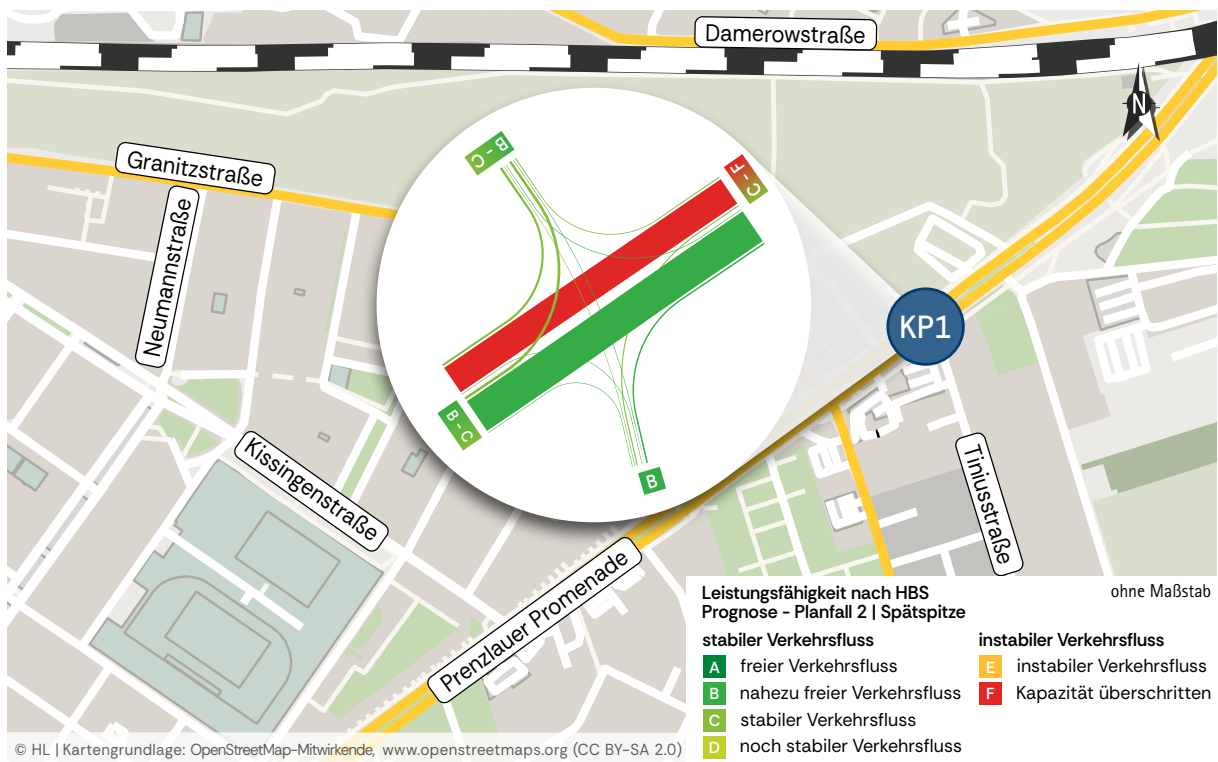 Damerowstraße
N
Granitzstraße
B - C
C - F
Neumannstraße
KP1
B - C
Kissingenstraße
B
Tiniusstraße
Prenzlauer Promenade
Leistungsfähigkeit nach HBS
Prognose - Planfall 2 | Spätspitze
ohne Maßstab
stabiler Verkehrsfluss
A freier Verkehrsfluss
B nahezu freier Verkehrsfluss
C stabiler Verkehrsfluss
D noch stabiler Verkehrsfluss
instabiler Verkehrsfluss
E instabiler Verkehrsfluss
F Kapazität überschritten
© HL | Kartengrundlage: OpenStreetMap-Mitwirkende, www.openstreetmaps.org (CC BY-SA 2.0)